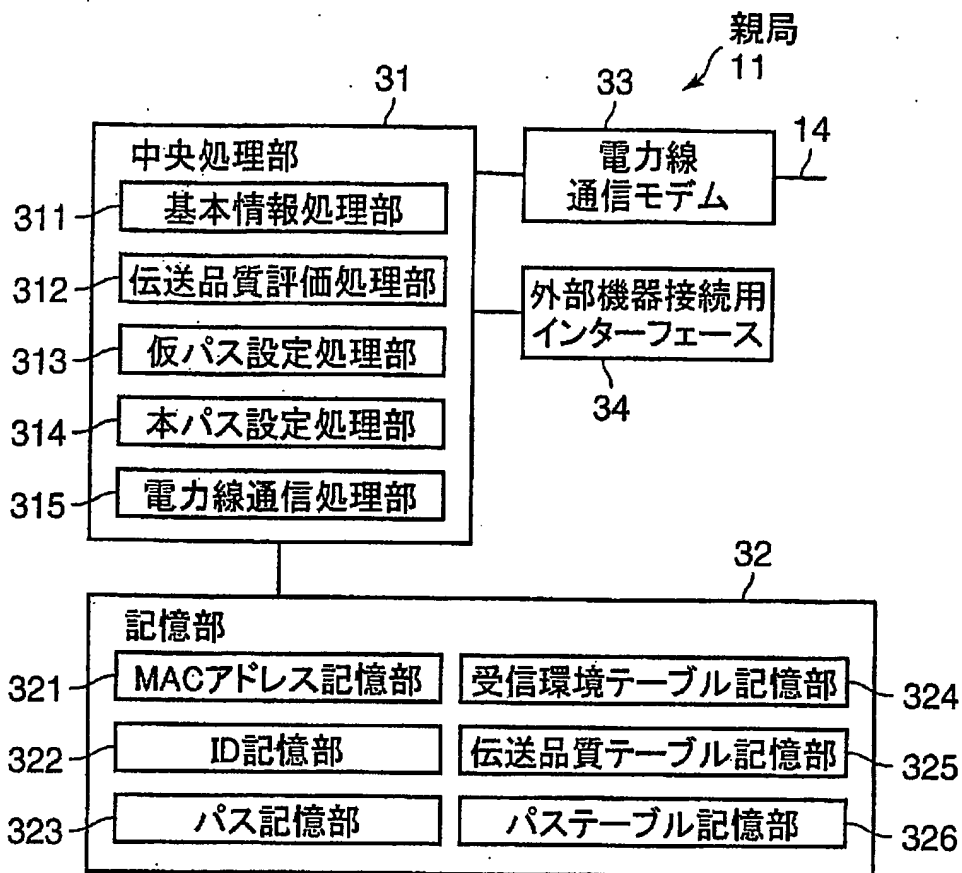 親局
11
31
33
14
中央処理部
電力線
通信モデム
311
基本情報処理部
312
伝送品質評価処理部
外部機器接続用
インターフェース
34
313
仮パス設定処理部
314
本パス設定処理部
315
電力線通信処理部
32
記憶部
321
MACアドレス記憶部
受信環境テーブル記憶部
324
322
ID記憶部
伝送品質テーブル記憶部
325
323
パス記憶部
パステーブル記憶部
326